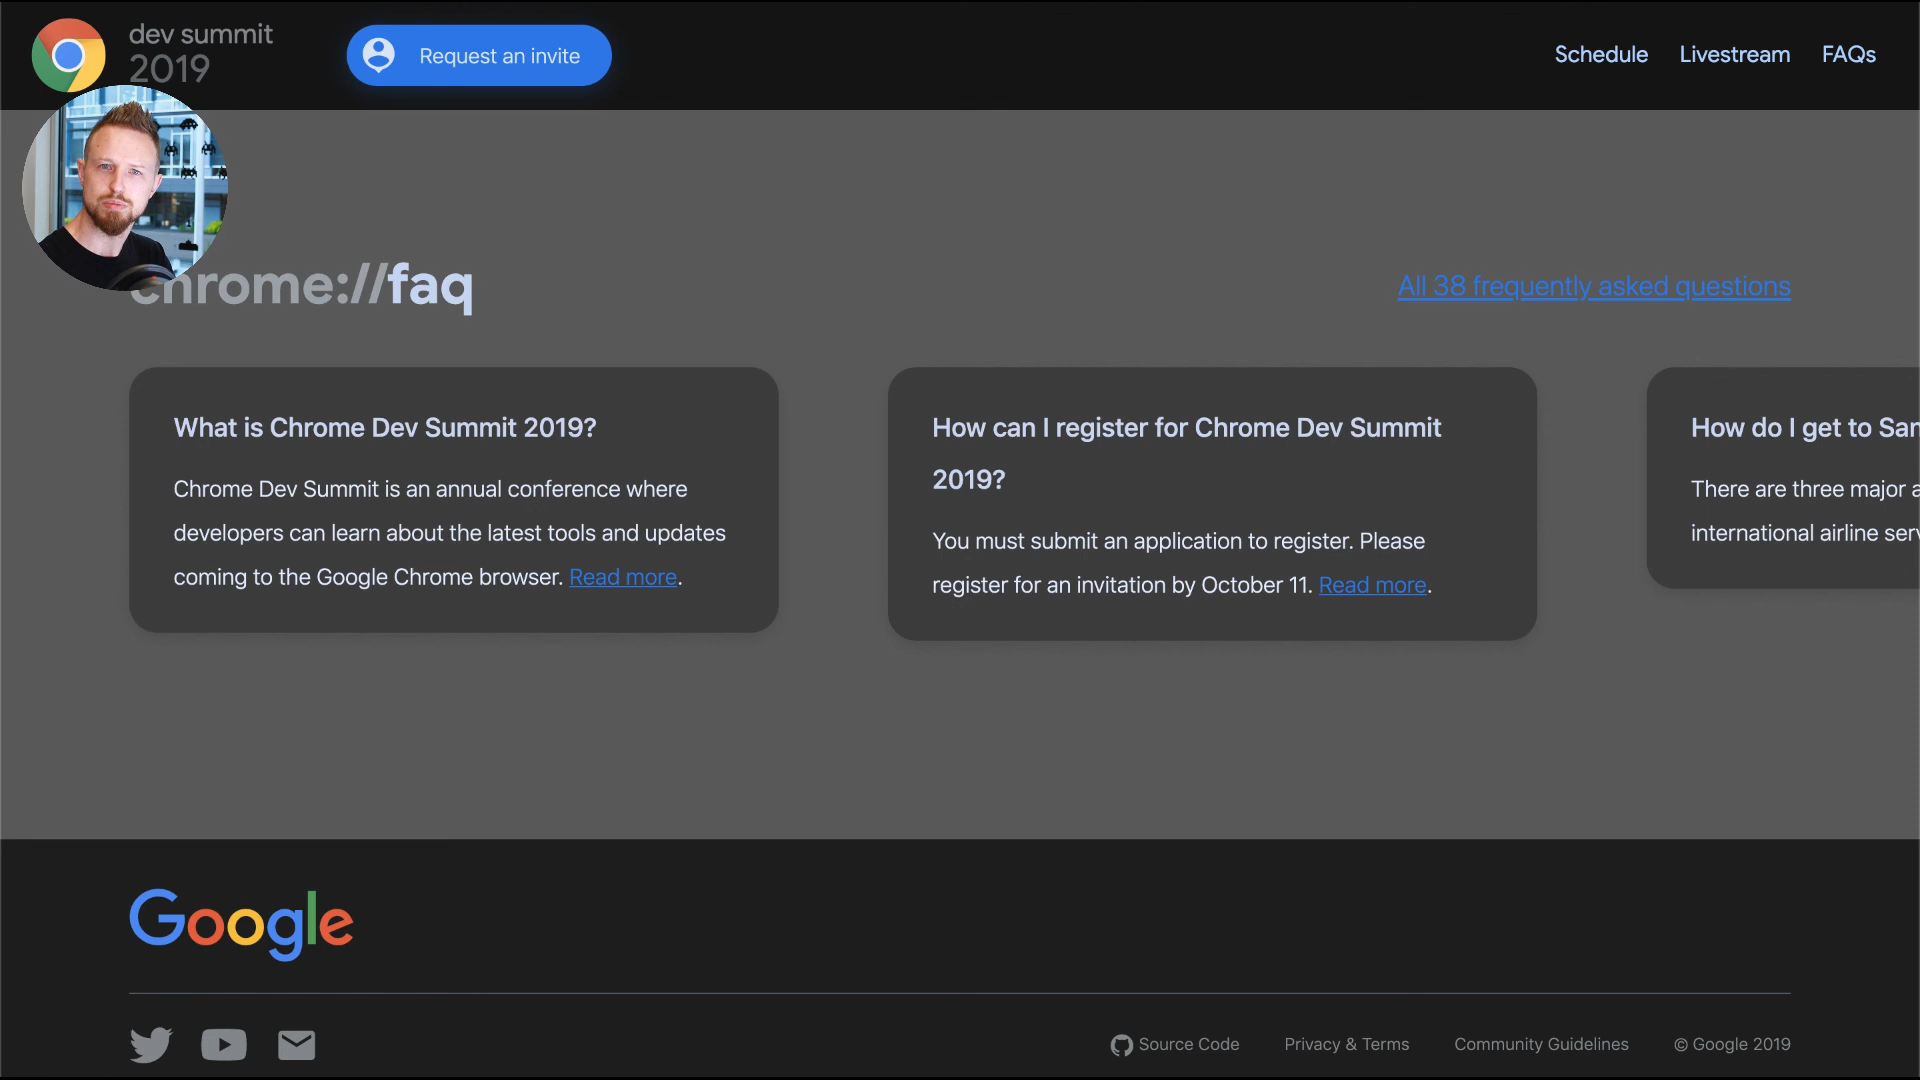 dev summit
2019
Request an invite
Schedule
Livestream
FAQs
chrome://faq
All 38 frequently asked questions
What is Chrome Dev Summit 2019?
Chrome Dev Summit is an annual conference where
developers can learn about the latest tools and updates
coming to the Google Chrome browser. Read more.
How can I register for Chrome Dev Summit
2019?
You must submit an application to register. Please
register for an invitation by October 11. Read more.
How do I get to San
There are three major a
international airline serv
Google
Source Code
Privacy & Terms
Community Guidelines
© Google 2019